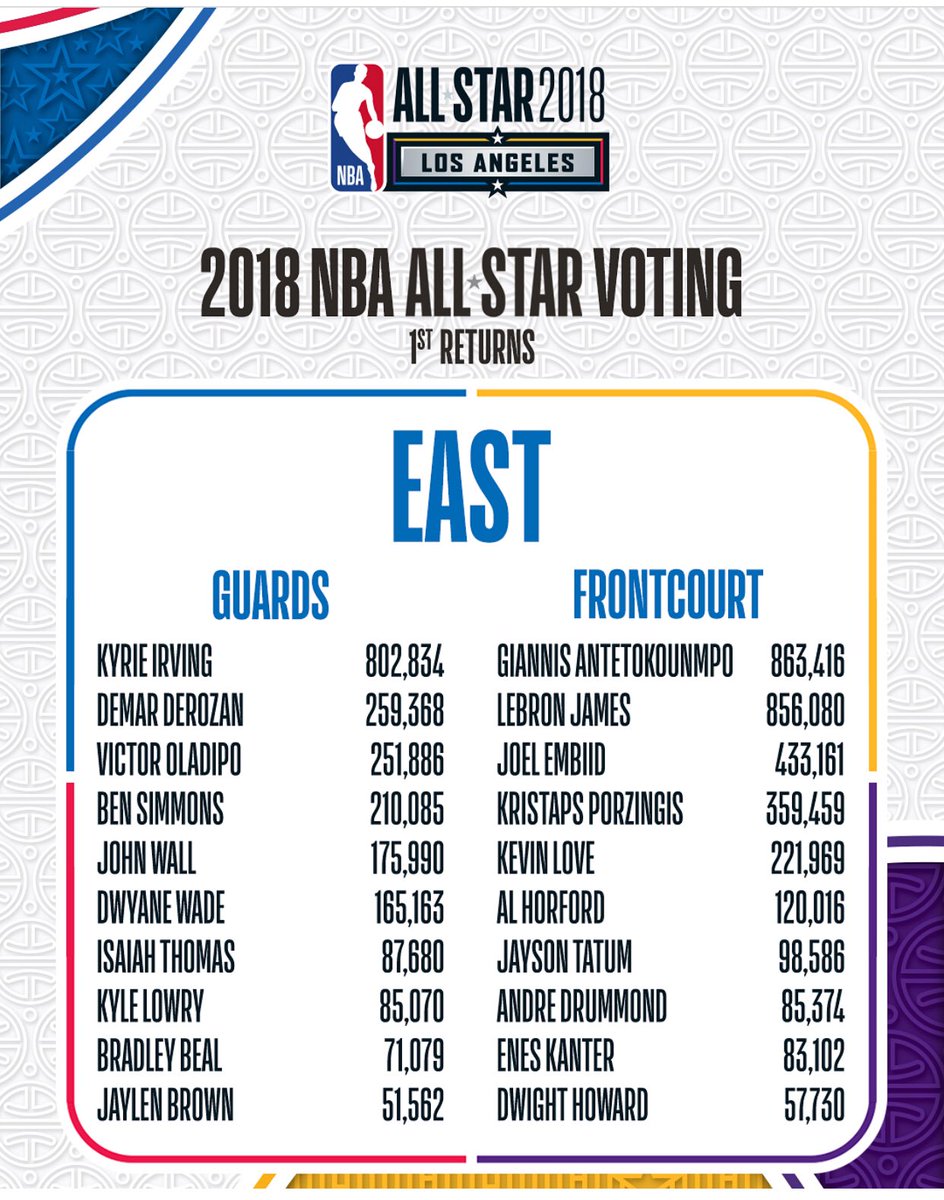 NBA
ALL STAR 2018
LOS ANGELES
2018 NBA ALL STAR VOTING
1ST RETURNS
EAST
GUARDS
KYRIE IRVING 802,834
DEMAR DEROZAN 259,368
VICTOR OLADIPO 251,886
BEN SIMMONS 210,085
JOHN WALL 175,990
DWYANE WADE 165,163
ISAIAH THOMAS 87,680
KYLE LOWRY 85,070
BRADLEY BEAL 71,079
JAYLEN BROWN 51,562
FRONTCOURT
GIANNIS ANTETOKOUNMPO 863,416
LEBRON JAMES 856,080
JOEL EMBIID 433,161
KRISTAPS PORZINGIS 359,459
KEVIN LOVE 221,969
AL HORFORD 120,016
JAYSON TATUM 98,586
ANDRE DRUMMOND 85,374
ENES KANTER 83,102
DWIGHT HOWARD 57,730